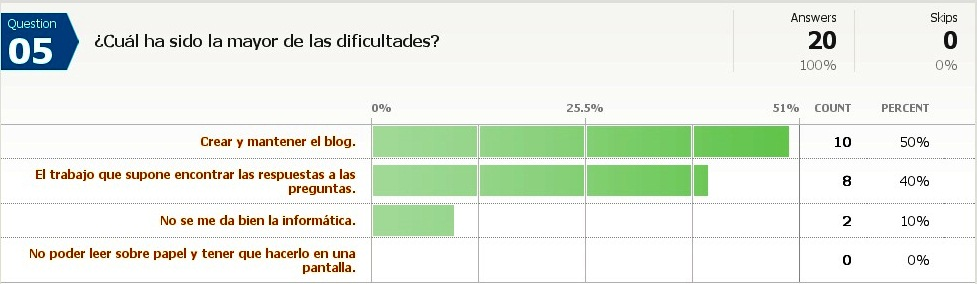 Question
05
¿Cuál ha sido la mayor de las dificultades?
Answers
20
100%
Skips
0
0%
0% 25.5% 51% COUNT PERCENT
Crear y mantener el blog. 10 50%
El trabajo que supone encontrar las respuestas a las
preguntas. 8 40%
No se me da bien la informática. 2 10%
No poder leer sobre papel y tener que hacerlo en una
pantalla. 0 0%